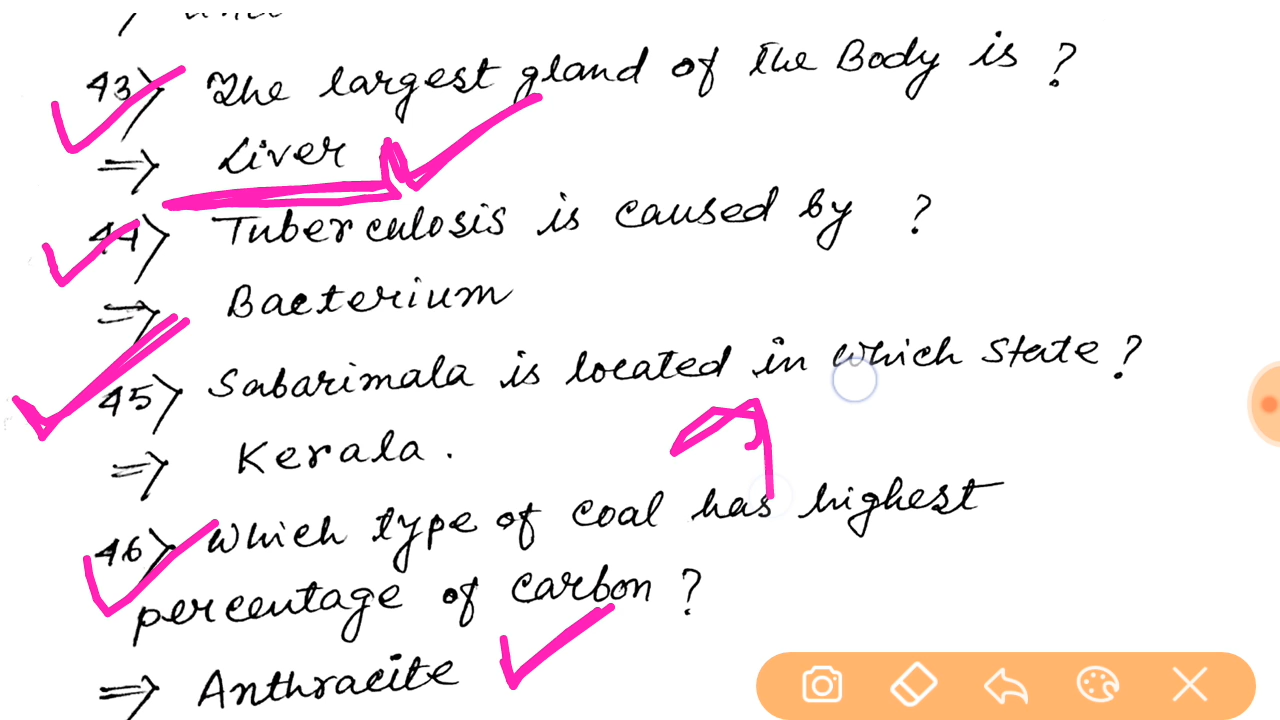 43) The largest gland of the Body is ?
=> Liver
44) Tuberculosis is caused by ?
=> Bacterium
45) Sabarimala is located in which state ?
=> Kerala .
46) Which type of coal has highest
percentage of carbon ?
=> Anthracite